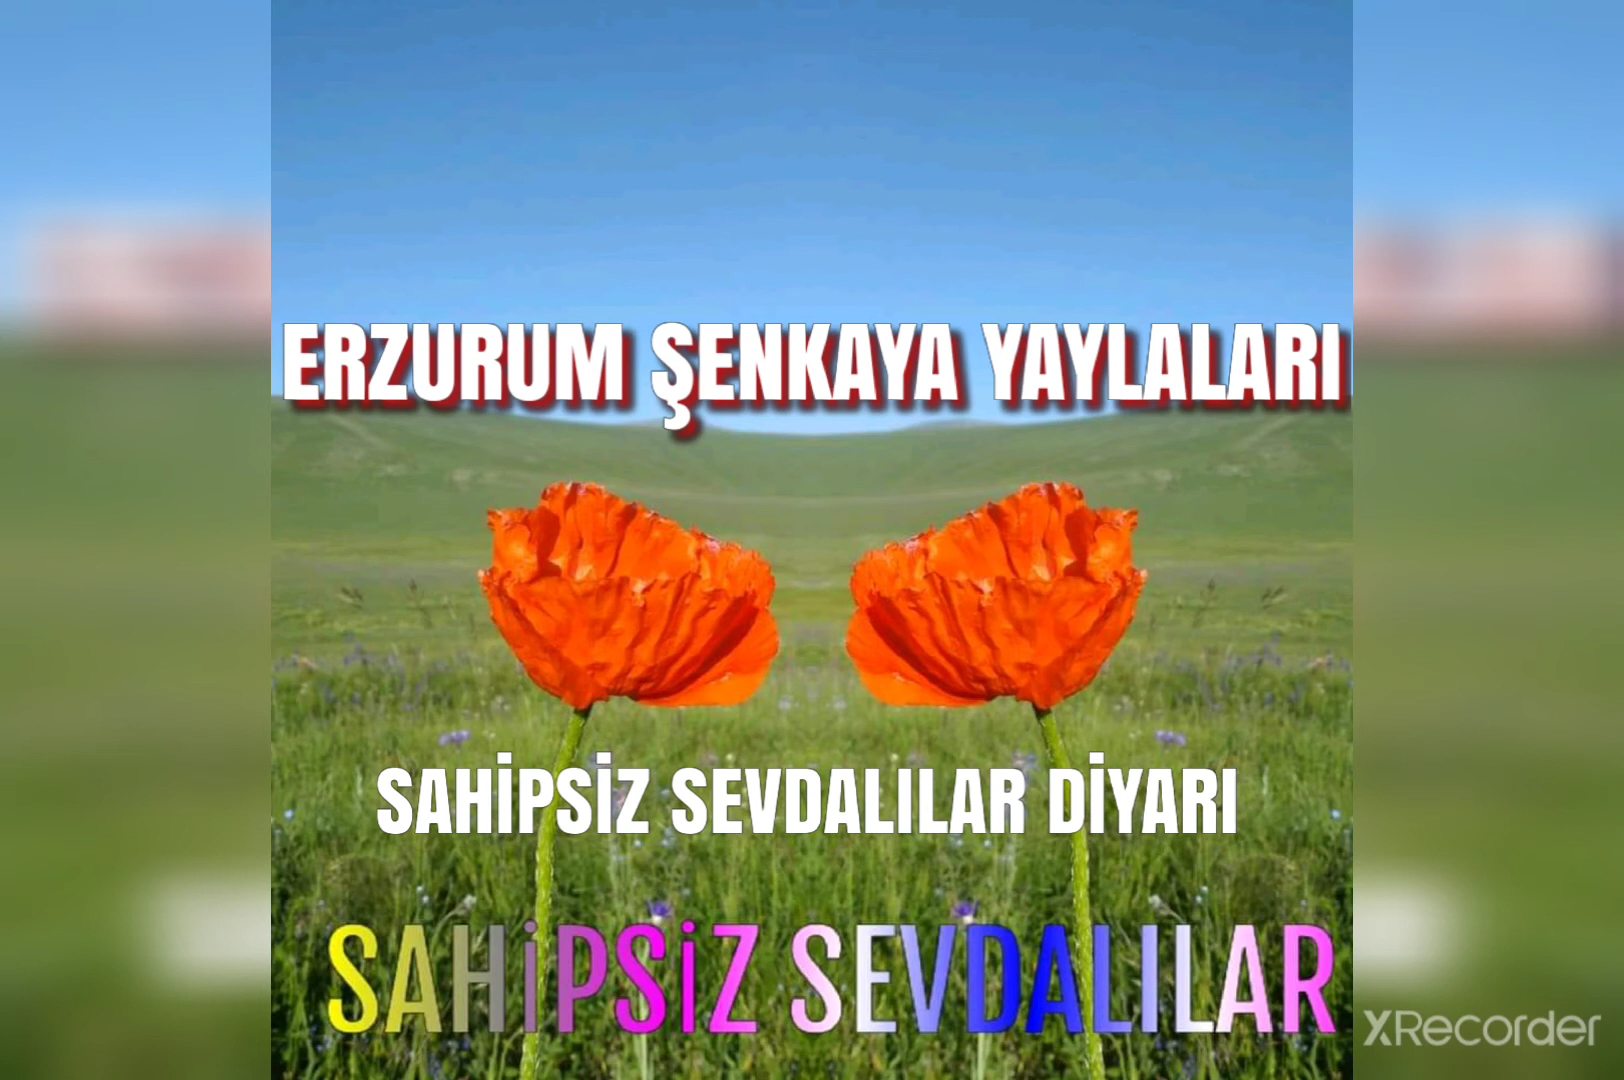 ERZURUM ŞENKAYA YAYLALARI
SAHİPSİZ SEVDALILAR DİYARI
SAHİPSİZ SEVDALILAR
XRecorder